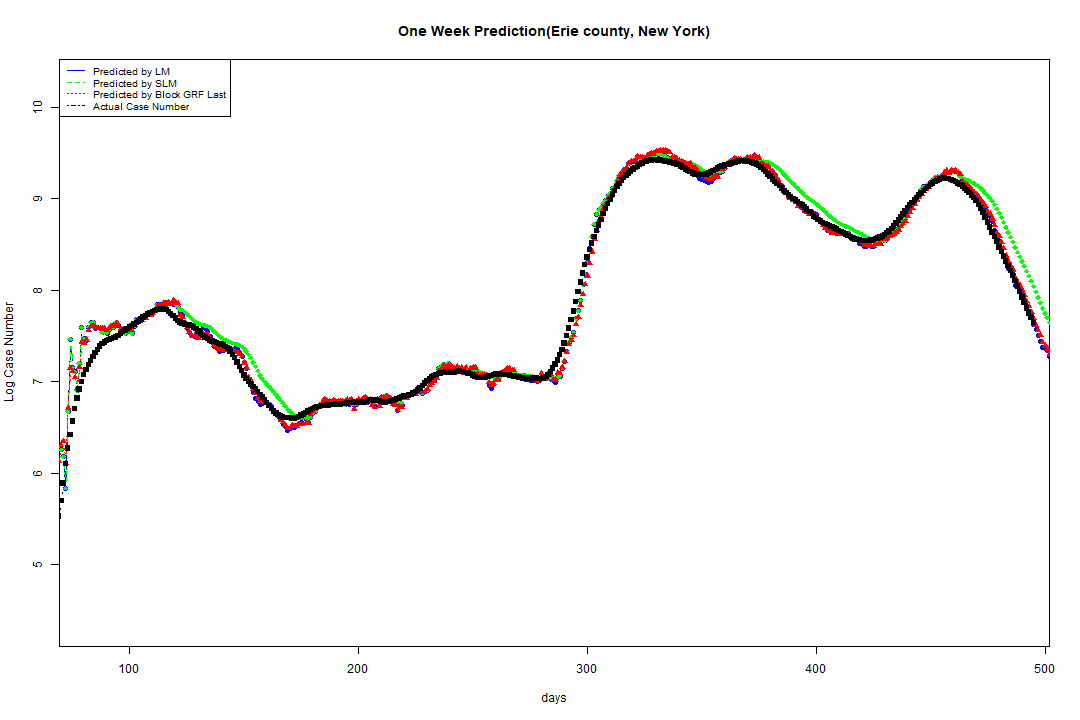 One Week Prediction(Erie county, New York)
Predicted by LM
Predicted by SLM
Predicted by Block GRF Last
Actual Case Number
10
9
8
7
6
5
Log Case Number
100 200 300 400 500
days